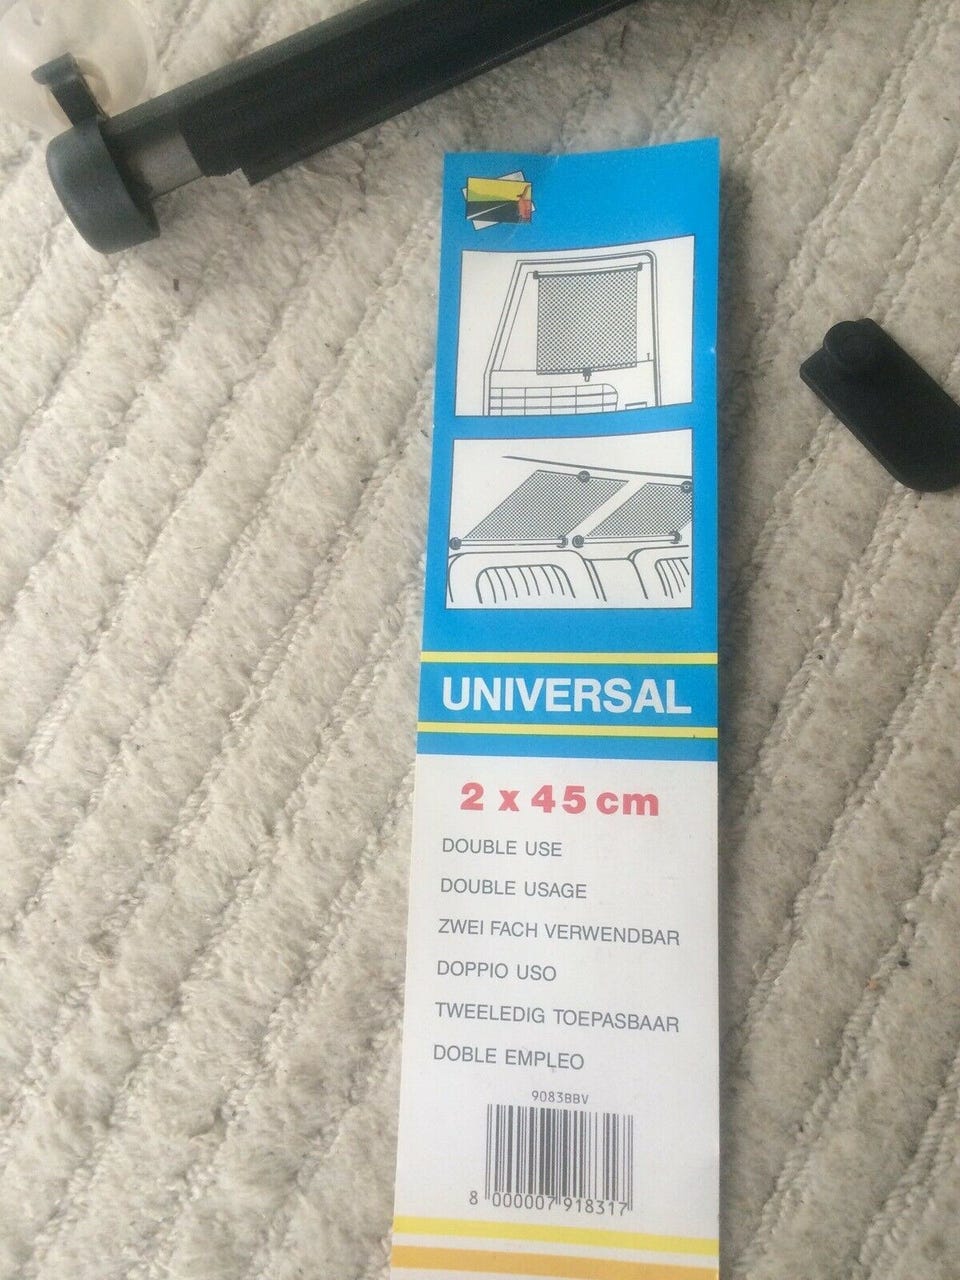 UNIVERSAL
2 x 45 cm
DOUBLE USE
DOUBLE USAGE
ZWEI FACH VERWENDBAR
DOPPIO USO
TWEELEDIG TOEPASBAAR
DOBLE EMPLEO
9083BBV
8 000007 918317